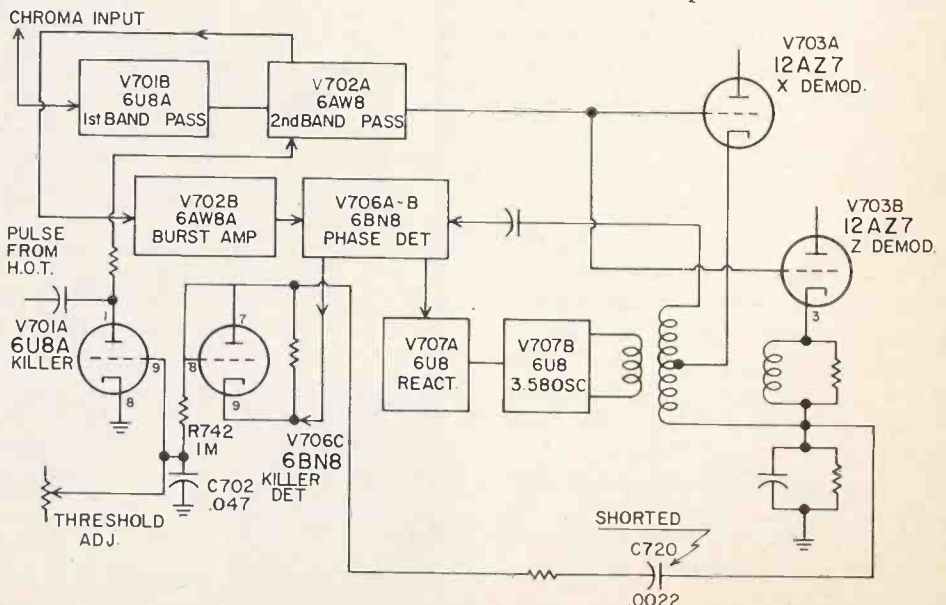 CHROMA INPUT
V701B
6U8A
1st BAND PASS
V702A
6AW8
2nd BAND PASS
V703A
12AZ7
X DEMOD.
V702B
6AW8A
BURST AMP
V706A-B
6BN8
PHASE DET
V703B
12AZ7
Z DEMOD.
3
PULSE
FROM
H.O.T.
V701A
6U8A
KILLER
1
9
8
7
8
9
R742
1M
C702
.047
V706C
6BN8
KILLER
DET
V707A
6U8
REACT.
V707B
6U8
3.58OSC
THRESHOLD
ADJ.
SHORTED
C720
.0022